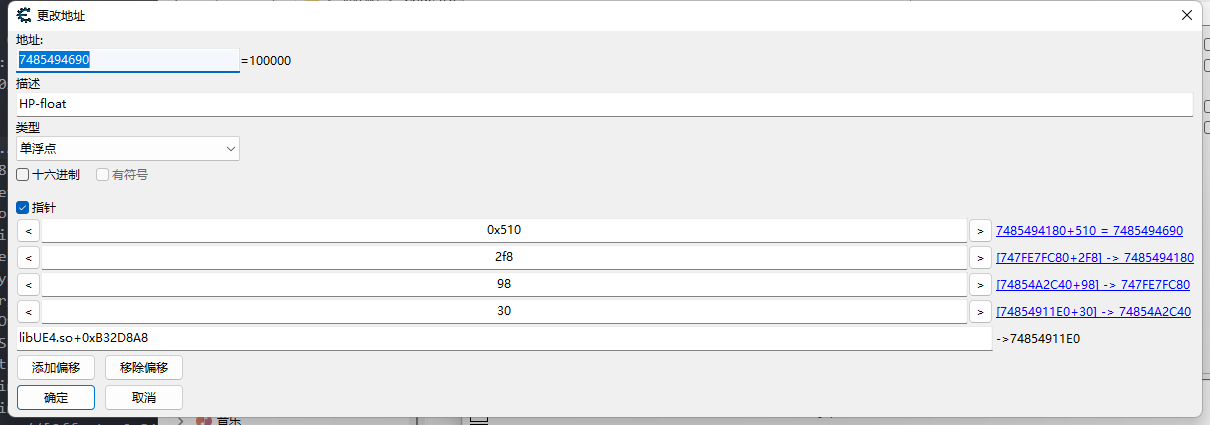 更改地址
地址:
7485494690 =100000
描述
HP-float
类型
单浮点
十六进制 有符号
指针
< 0x510 > 7485494180+510 = 7485494690
< 2f8 > [747FE7FC80+2F8] -> 7485494180
< 98 > [74854A2C40+98] -> 747FE7FC80
< 30 > [74854911E0+30] -> 74854A2C40
libUE4.so+0xB32D8A8 ->74854911E0
添加偏移 移除偏移
确定 取消
音乐